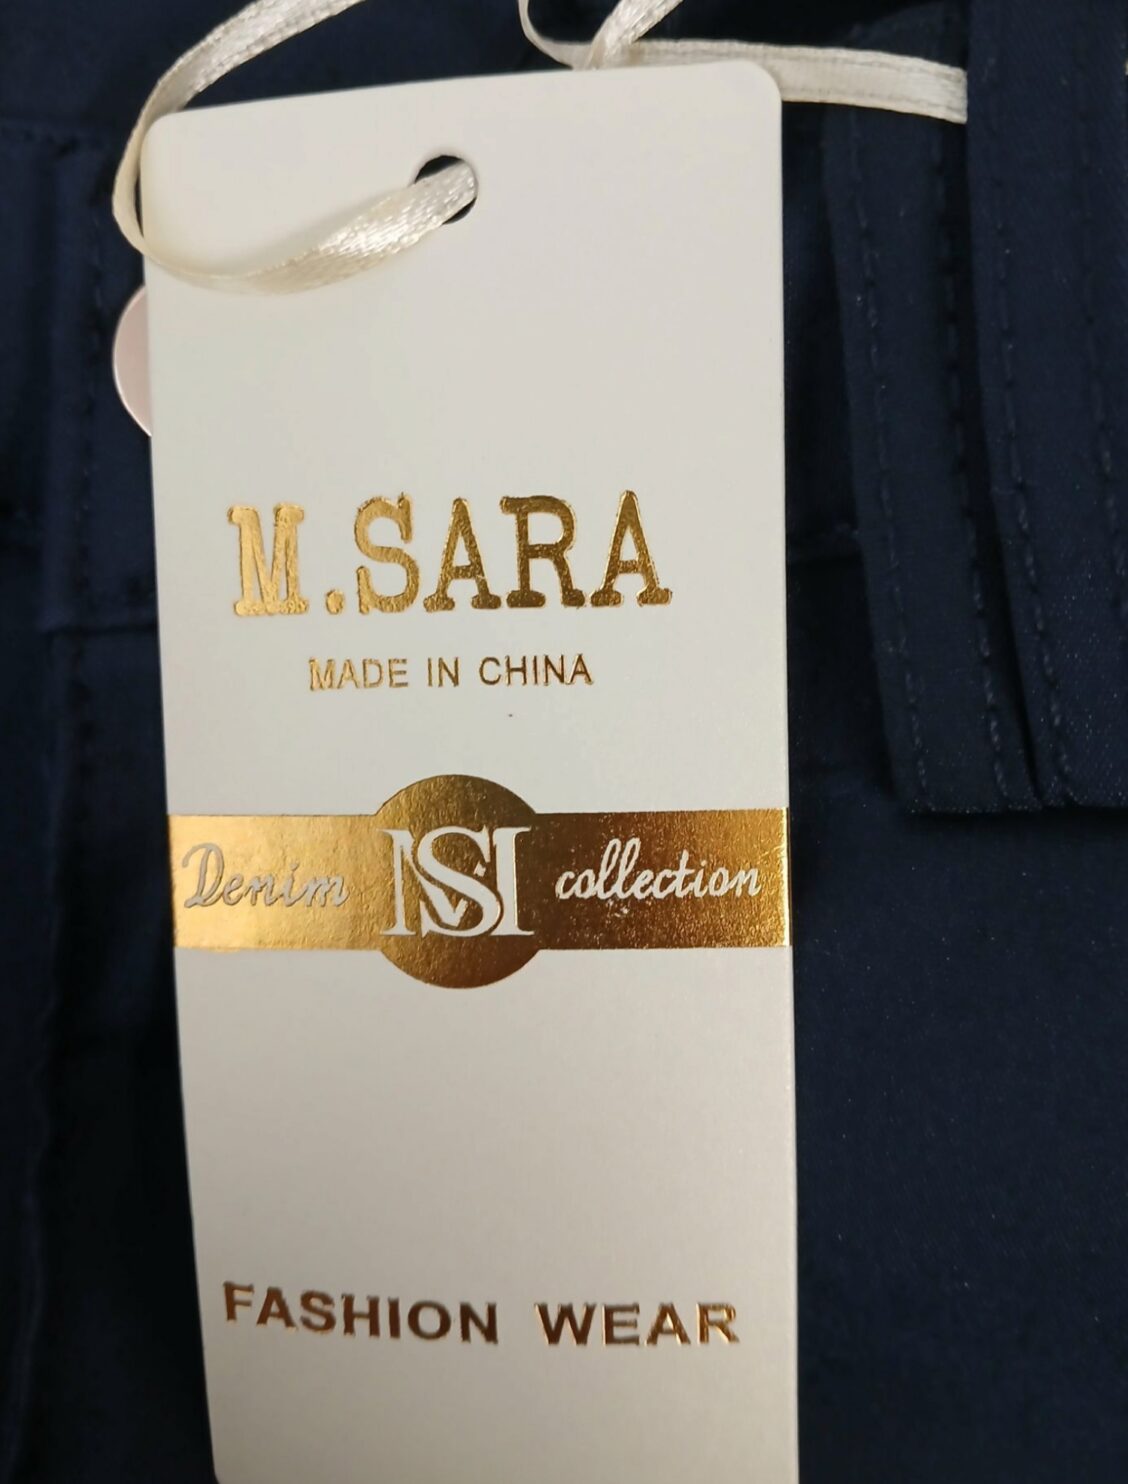 M.SARA
MADE IN CHINA
Denim MS collection
FASHION WEAR